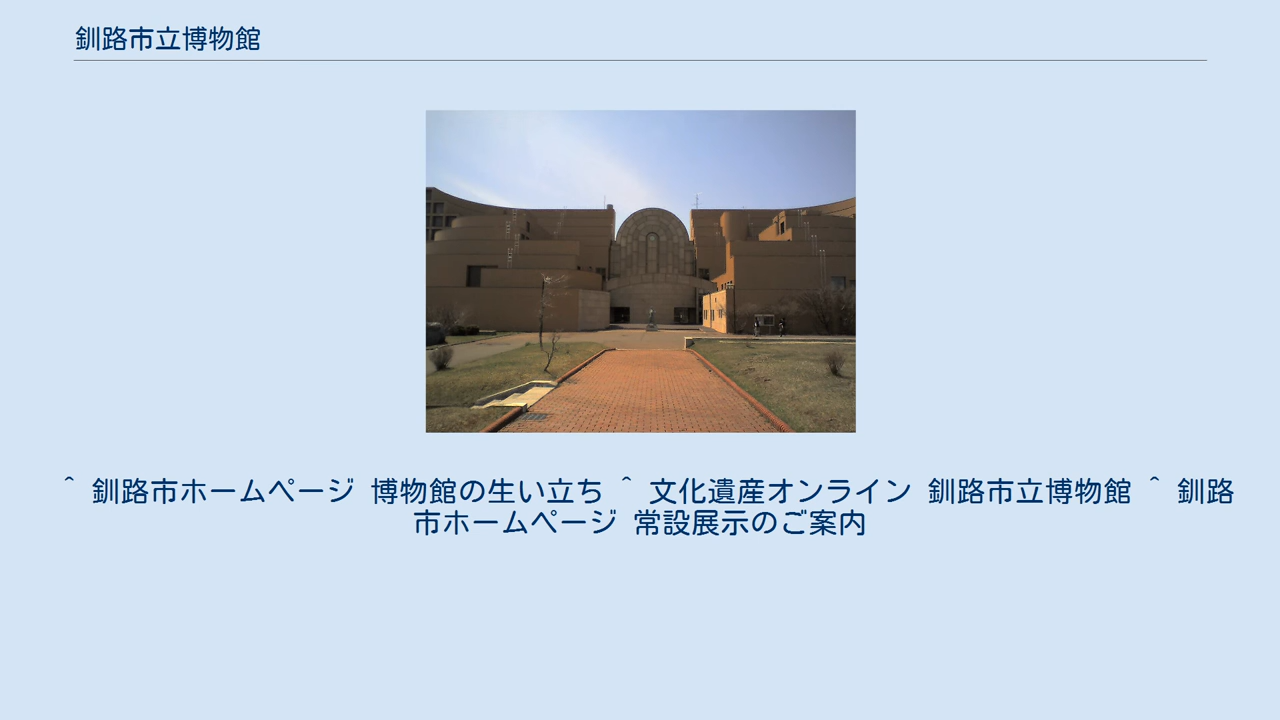 釧路市立博物館
^ 釧路市ホームページ 博物館の生い立ち ^ 文化遺産オンライン 釧路市立博物館 ^ 釧路
市ホームページ 常設展示のご案内